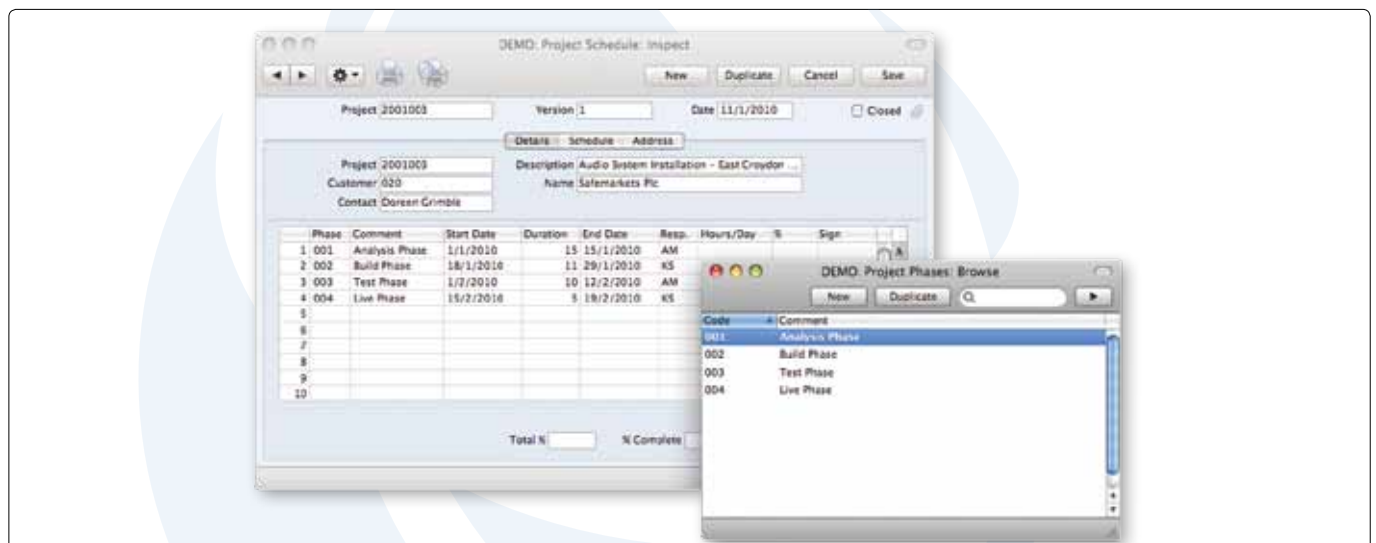 DEMO: Project Schedule: Inspect
New Duplicate Cancel Save
Project 2001003 Version 1 Date 11/1/2010 Closed
Details Schedule Address
Project 2001003 Description Audio System Installation - East Croydon ...
Customer 020 Name Safemarkets Plc
Contact Doreen Grimble
Phase Comment Start Date Duration End Date Resp. Hours/Day % Sign
1 001 Analysis Phase 1/1/2010 15 15/1/2010 AM
2 002 Build Phase 18/1/2010 11 29/1/2010 KS
3 003 Test Phase 1/2/2010 10 12/2/2010 AM
4 004 Live Phase 15/2/2010 5 19/2/2010 KS
5
6
7
8
9
10
A
Total % % Complete
DEMO: Project Phases: Browse
New Duplicate
Code Comment
001 Analysis Phase
002 Build Phase
003 Test Phase
004 Live Phase